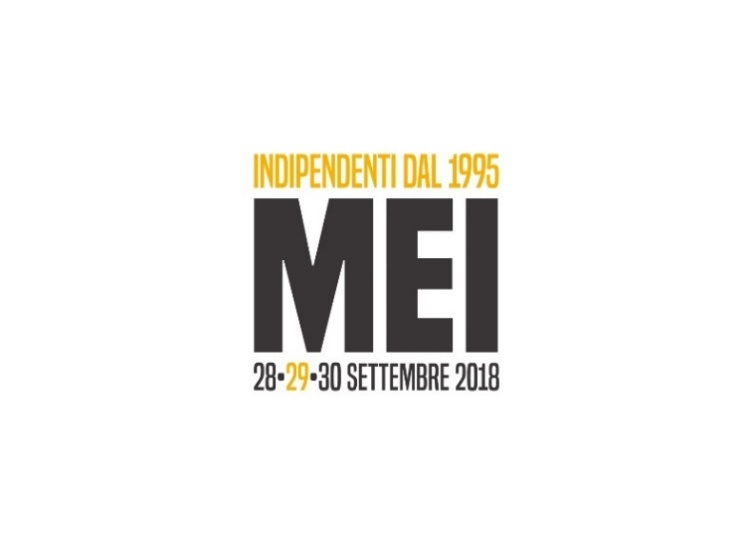 INDIPENDENTI DAL 1995
MEI
28•29•30 SETTEMBRE 2018